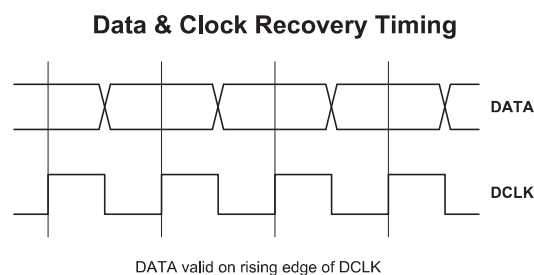 Data & Clock Recovery Timing
DATA
DCLK
DATA valid on rising edge of DCLK